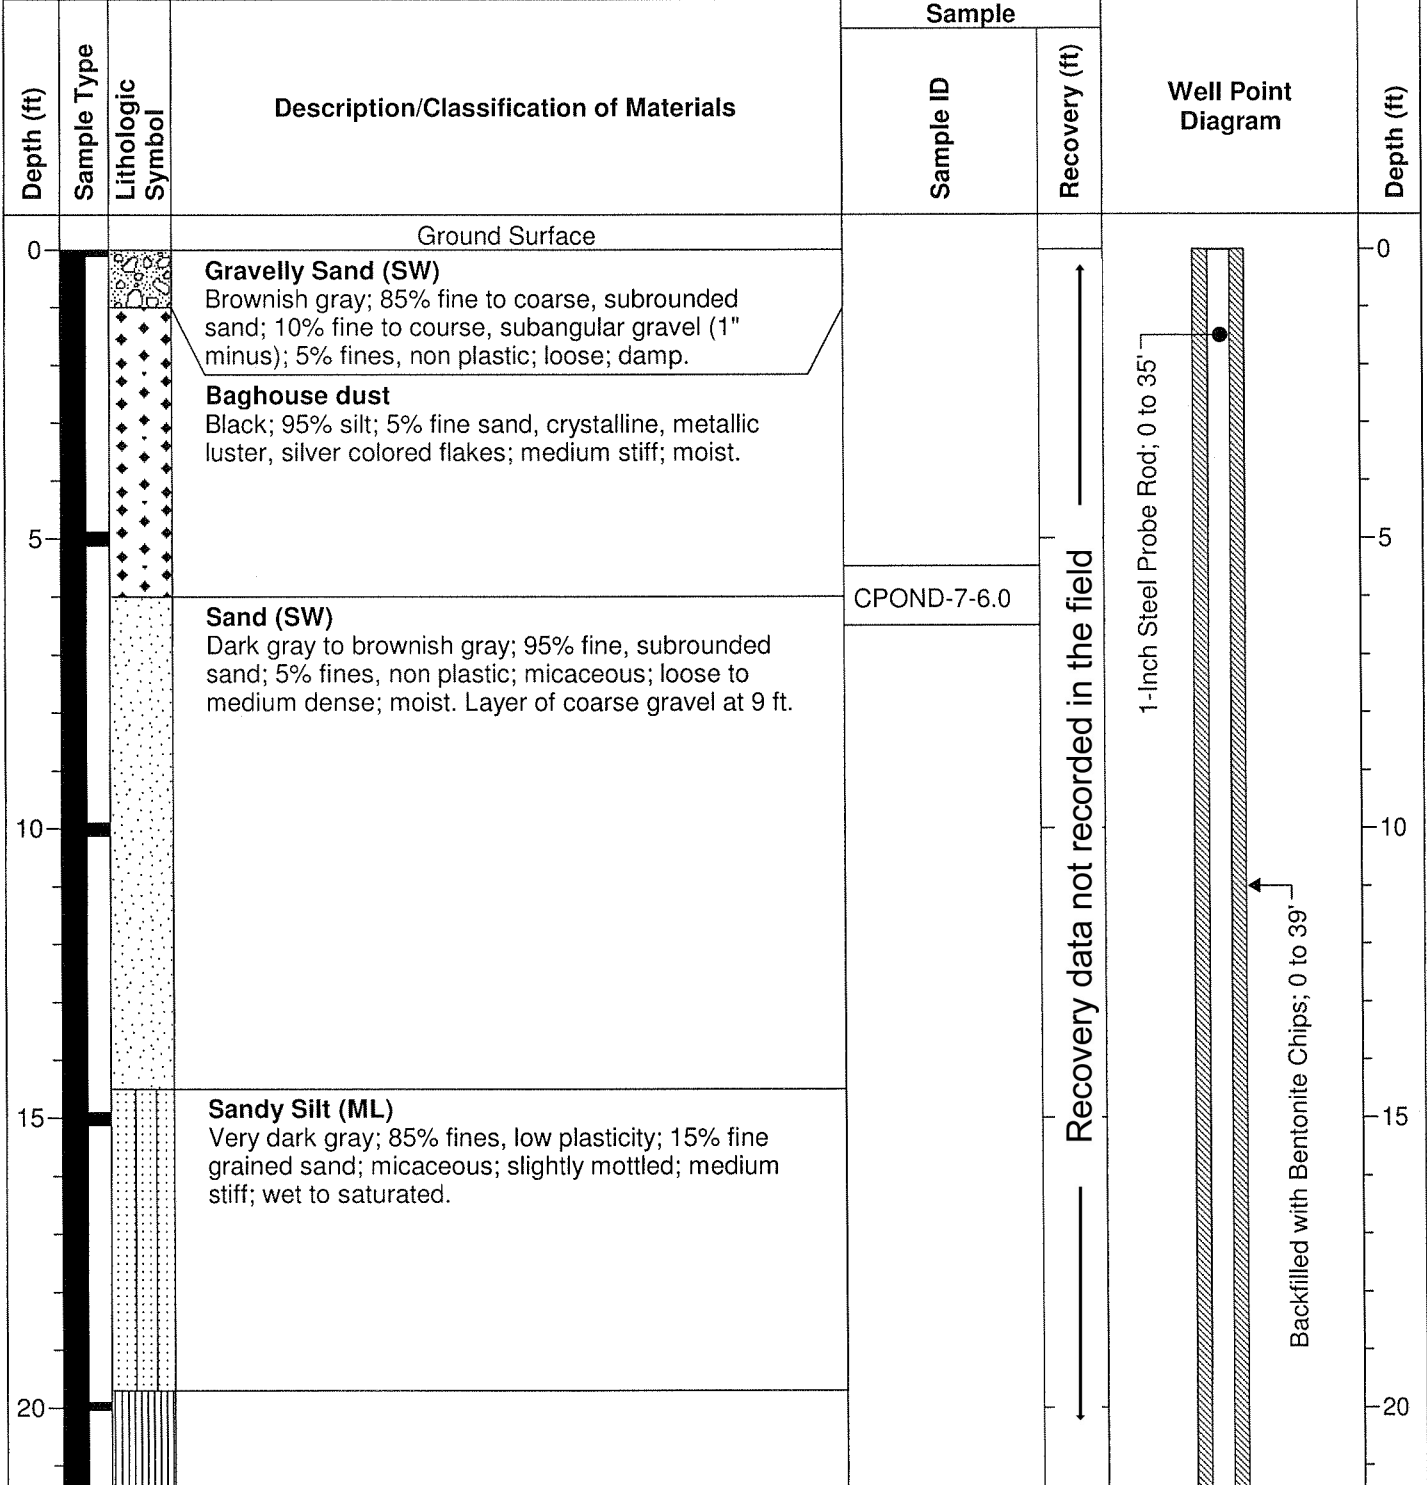 Sample
Depth (ft)
Sample Type
Lithologic
Symbol
Description/Classification of Materials
Sample ID
Recovery (ft)
Well Point
Diagram
Depth (ft)
Ground Surface
0
0
Gravelly Sand (SW)
Brownish gray; 85% fine to coarse, subrounded
sand; 10% fine to course, subangular gravel (1"
minus); 5% fines, non plastic; loose; damp.
Baghouse dust
Black; 95% silt; 5% fine sand, crystalline, metallic
luster, silver colored flakes; medium stiff; moist.
1-Inch Steel Probe Rod; 0 to 35'
5
5
CPOND-7-6.0
Sand (SW)
Dark gray to brownish gray; 95% fine, subrounded
sand; 5% fines, non plastic; micaceous; loose to
medium dense; moist. Layer of coarse gravel at 9 ft.
Recovery data not recorded in the field
10
10
Backfilled with Bentonite Chips; 0 to 39'
15
15
Sandy Silt (ML)
Very dark gray; 85% fines, low plasticity; 15% fine
grained sand; micaceous; slightly mottled; medium
stiff; wet to saturated.
20
20